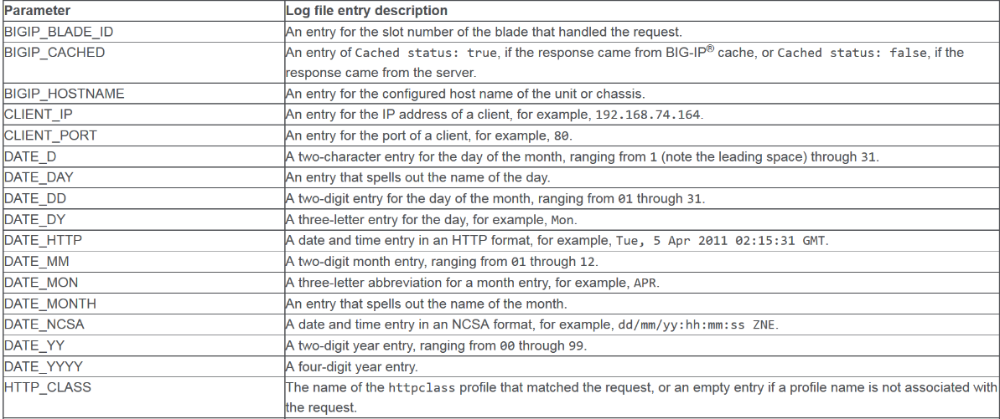 Parameter Log file entry description
BIGIP_BLADE_ID An entry for the slot number of the blade that handled the request.
BIGIP_CACHED An entry of Cached status: true, if the response came from BIG-IP® cache, or Cached status: false, if the
response came from the server.
BIGIP_HOSTNAME An entry for the configured host name of the unit or chassis.
CLIENT_IP An entry for the IP address of a client, for example, 192.168.74.164.
CLIENT_PORT An entry for the port of a client, for example, 80.
DATE_D A two-character entry for the day of the month, ranging from 1 (note the leading space) through 31.
DATE_DAY An entry that spells out the name of the day.
DATE_DD A two-digit entry for the day of the month, ranging from 01 through 31.
DATE_DY A three-letter entry for the day, for example, Mon.
DATE_HTTP A date and time entry in an HTTP format, for example, Tue, 5 Apr 2011 02:15:31 GMT.
DATE_MM A two-digit month entry, ranging from 01 through 12.
DATE_MON A three-letter abbreviation for a month entry, for example, APR.
DATE_MONTH An entry that spells out the name of the month.
DATE_NCSA A date and time entry in an NCSA format, for example, dd/mm/yy:hh:mm:ss ZNE.
DATE_YY A two-digit year entry, ranging from 00 through 99.
DATE_YYYY A four-digit year entry.
HTTP_CLASS The name of the httpclass profile that matched the request, or an empty entry if a profile name is not associated with
the request.